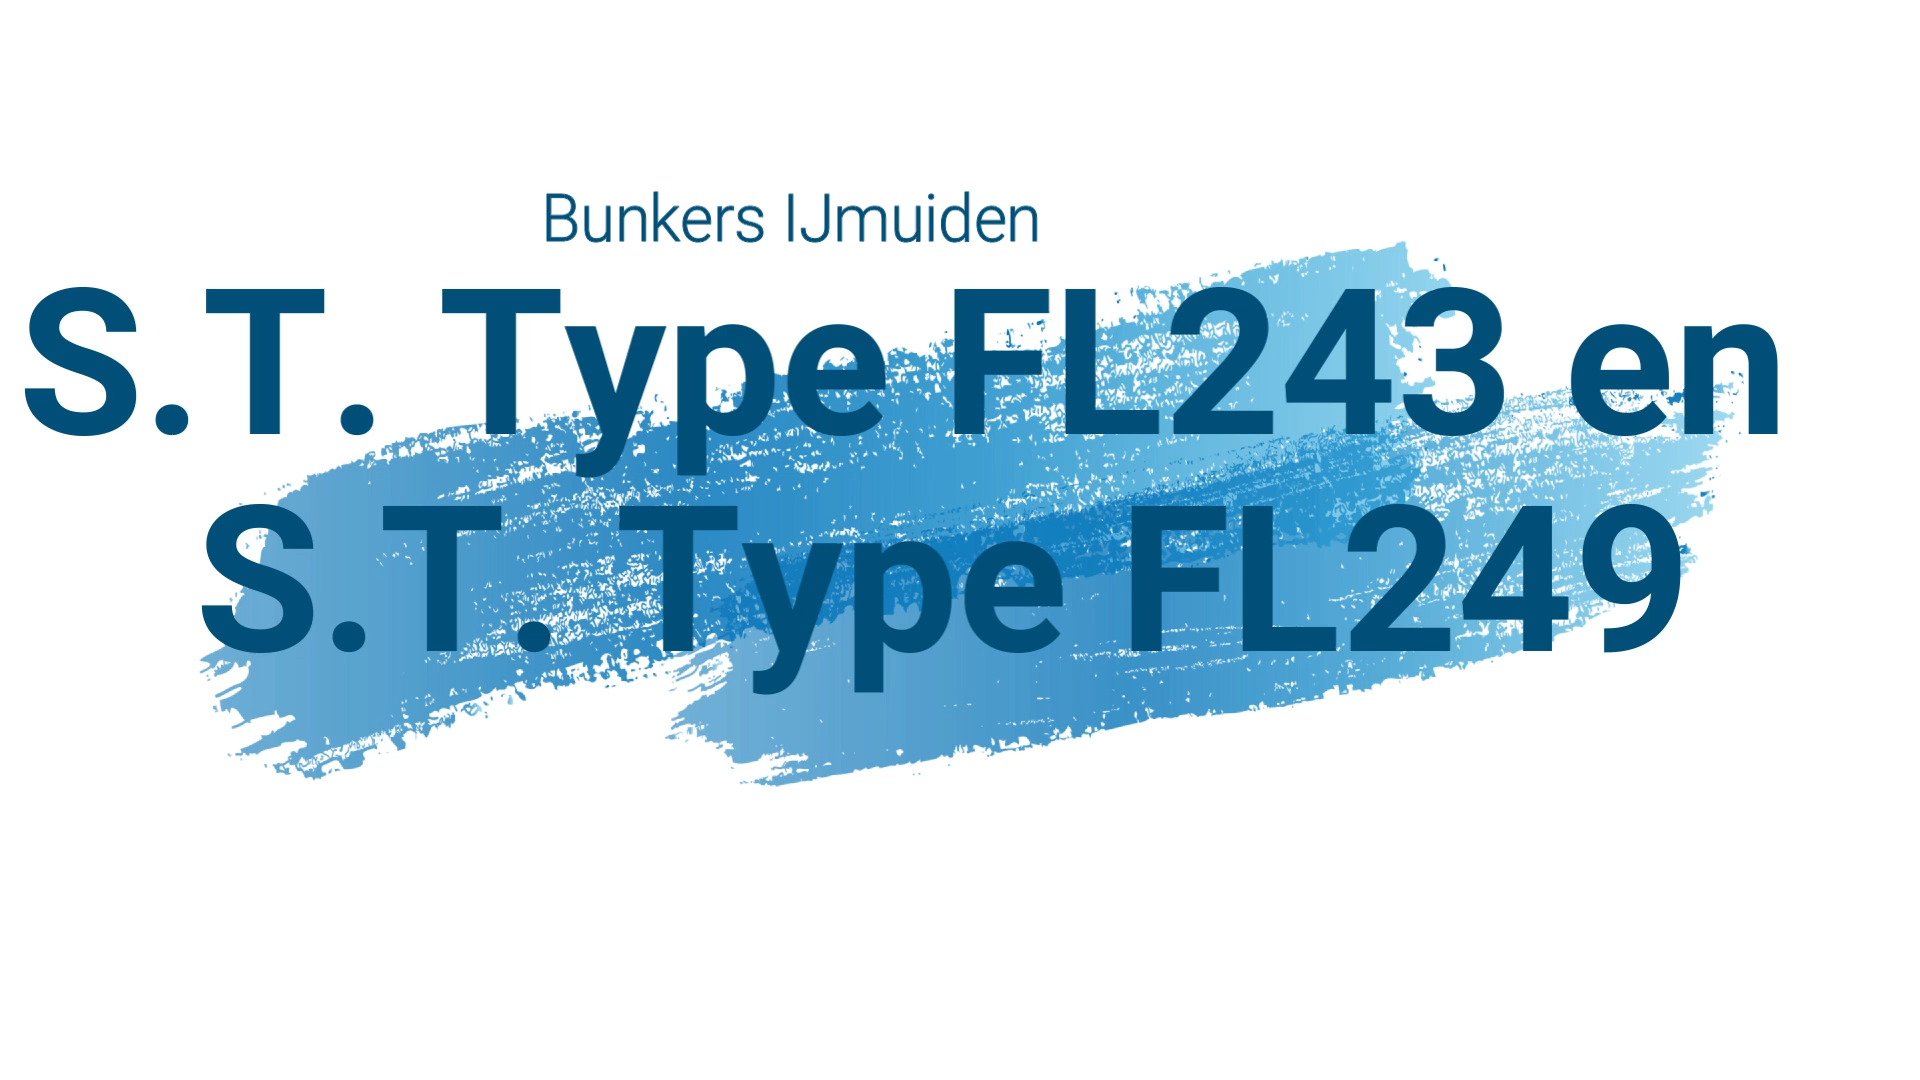 Bunkers IJmuiden
S.T. Type FL243 en
S.T. Type FL249